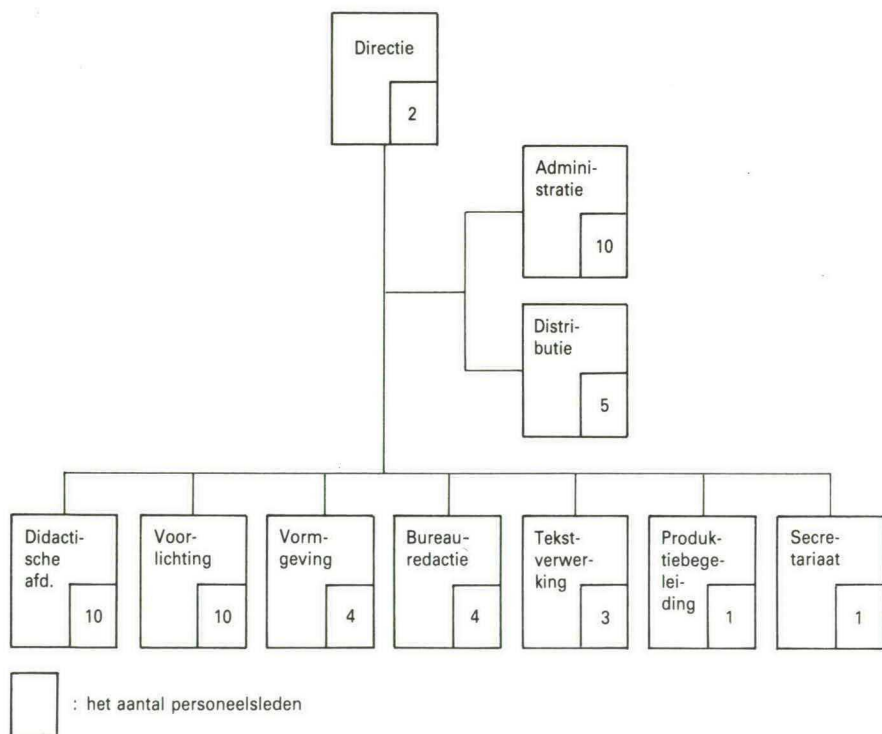 Directie
2
Admini-
stratie
10
Distri-
butie
5
Didacti-
sche
afd.
10
Voor-
lichting
10
Vorm-
geving
4
Bureau-
redactie
4
Tekst-
verwer-
king
3
Produk-
tiebege-
lei-
ding
1
Secre-
tariaat
1
: het aantal personeelsleden